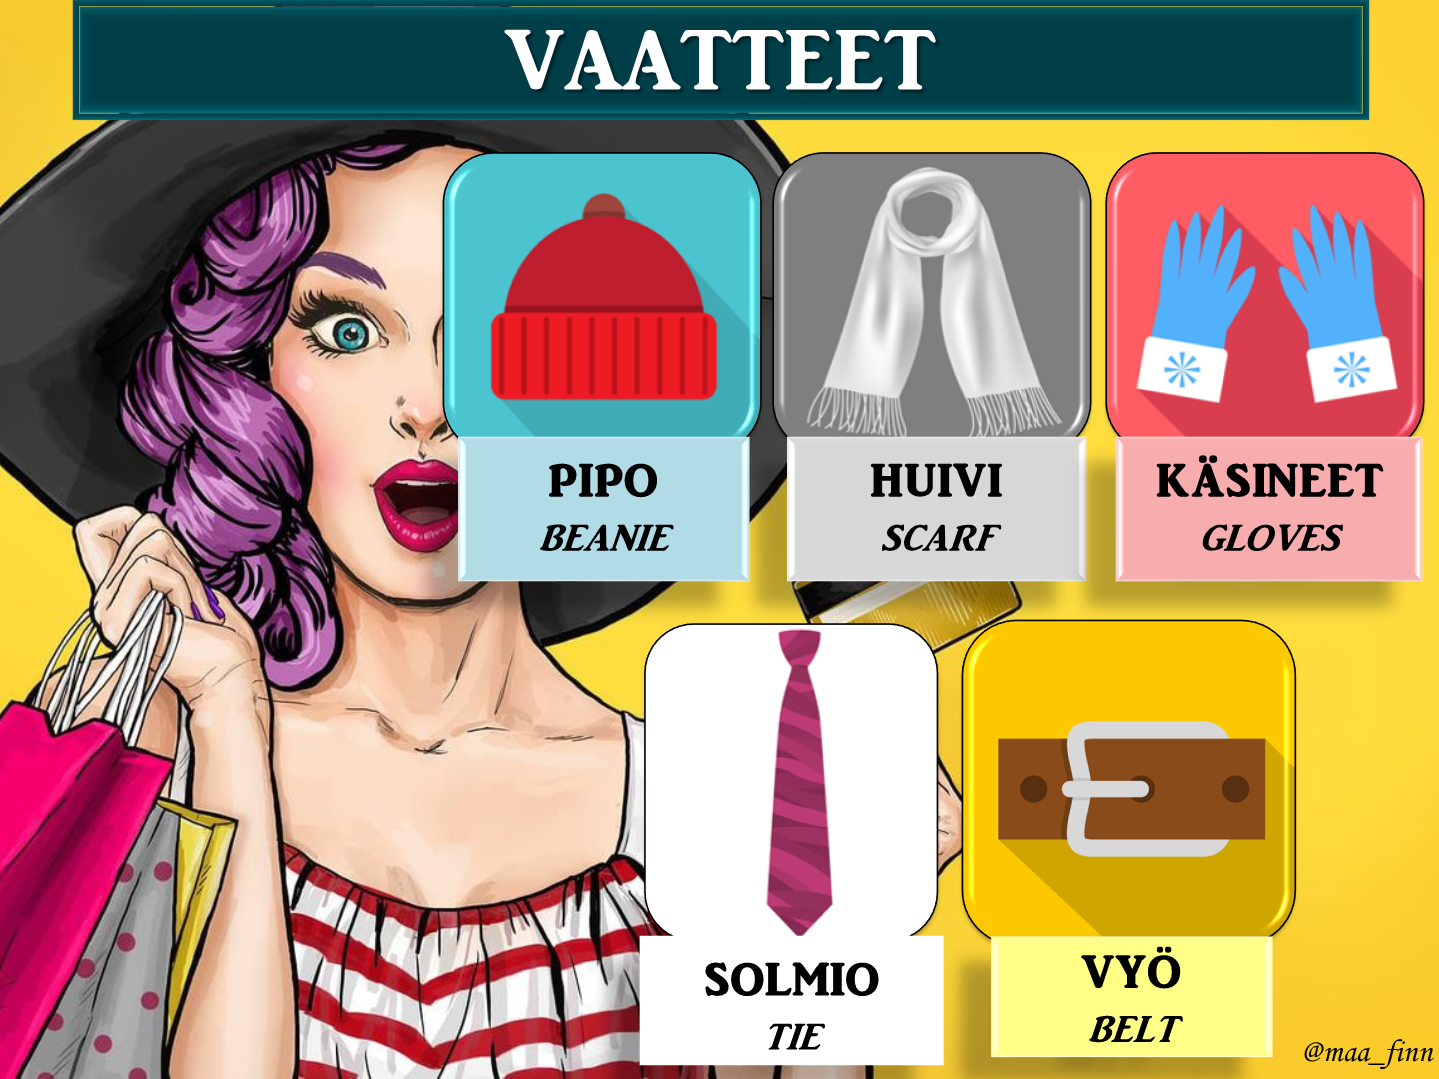 VAATTEET
PIPO
BEANIE
HUIVI
SCARF
KÄSINEET
GLOVES
SOLMIO
TIE
VYÖ
BELT
@maa_finn